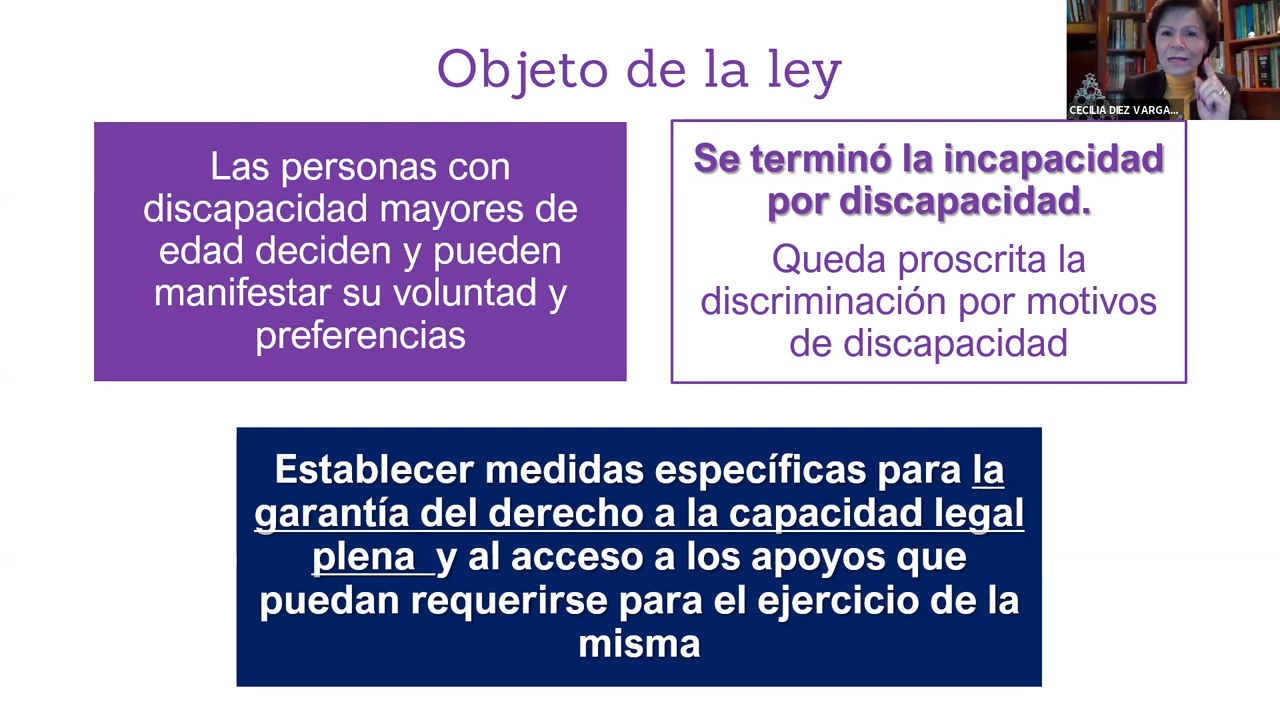 Objeto de la ley
CECILIA DIEZ VARGA...
Las personas con
discapacidad mayores de
edad deciden y pueden
manifestar su voluntad y
preferencias
Se terminó la incapacidad
por discapacidad.
Queda proscrita la
discriminación por motivos
de discapacidad
Establecer medidas específicas para la
garantía del derecho a la capacidad legal
plena y al acceso a los apoyos que
puedan requerirse para el ejercicio de la
misma